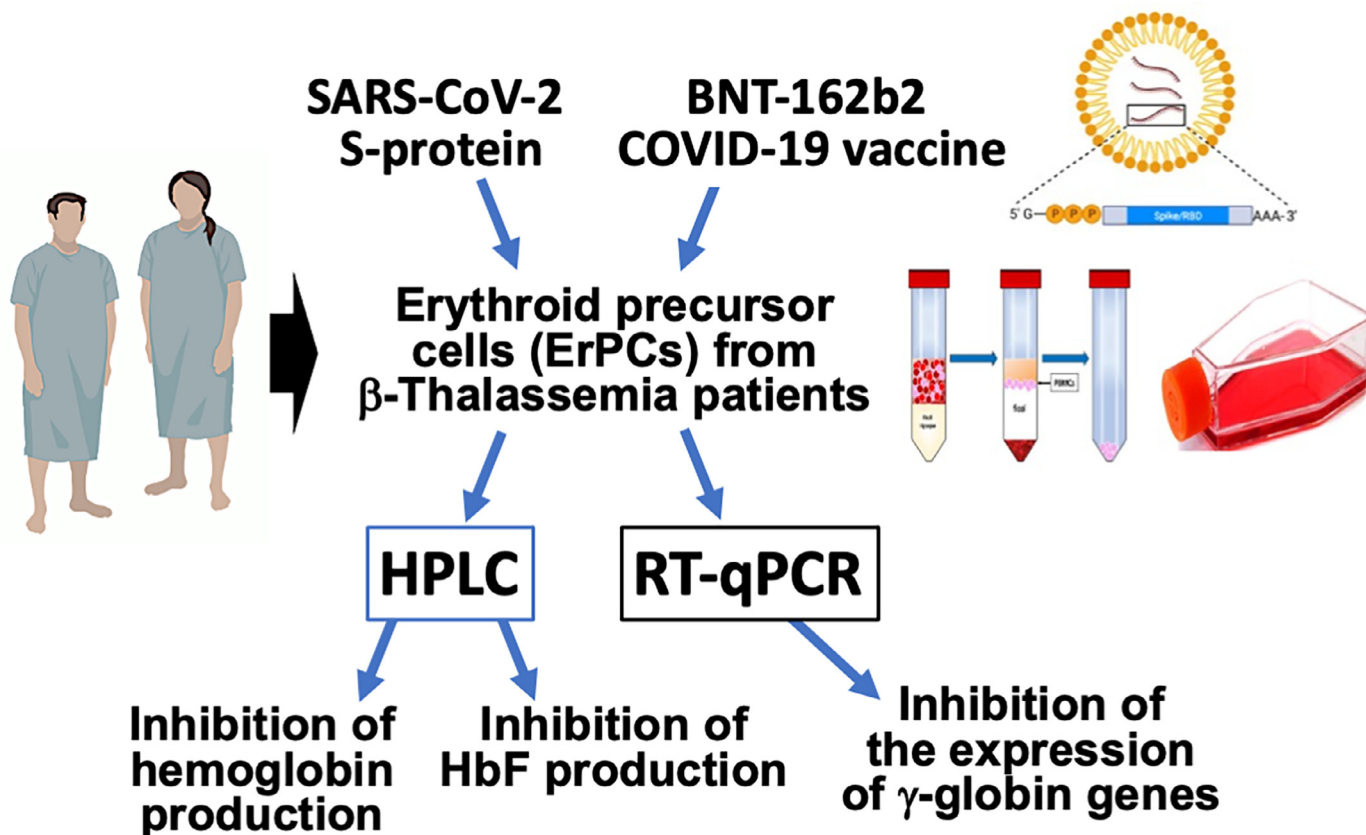 SARS-CoV-2
S-protein
BNT-162b2
COVID-19 vaccine
5' G
P P P
Spike/RBD
AAA-3'
Erythroid precursor
cells (ErPCs) from
β-Thalassemia patients
PBMCs
ficoll
HPLC
RT-qPCR
Inhibition of
hemoglobin
production
Inhibition of
HbF production
Inhibition of
the expression
of γ-globin genes